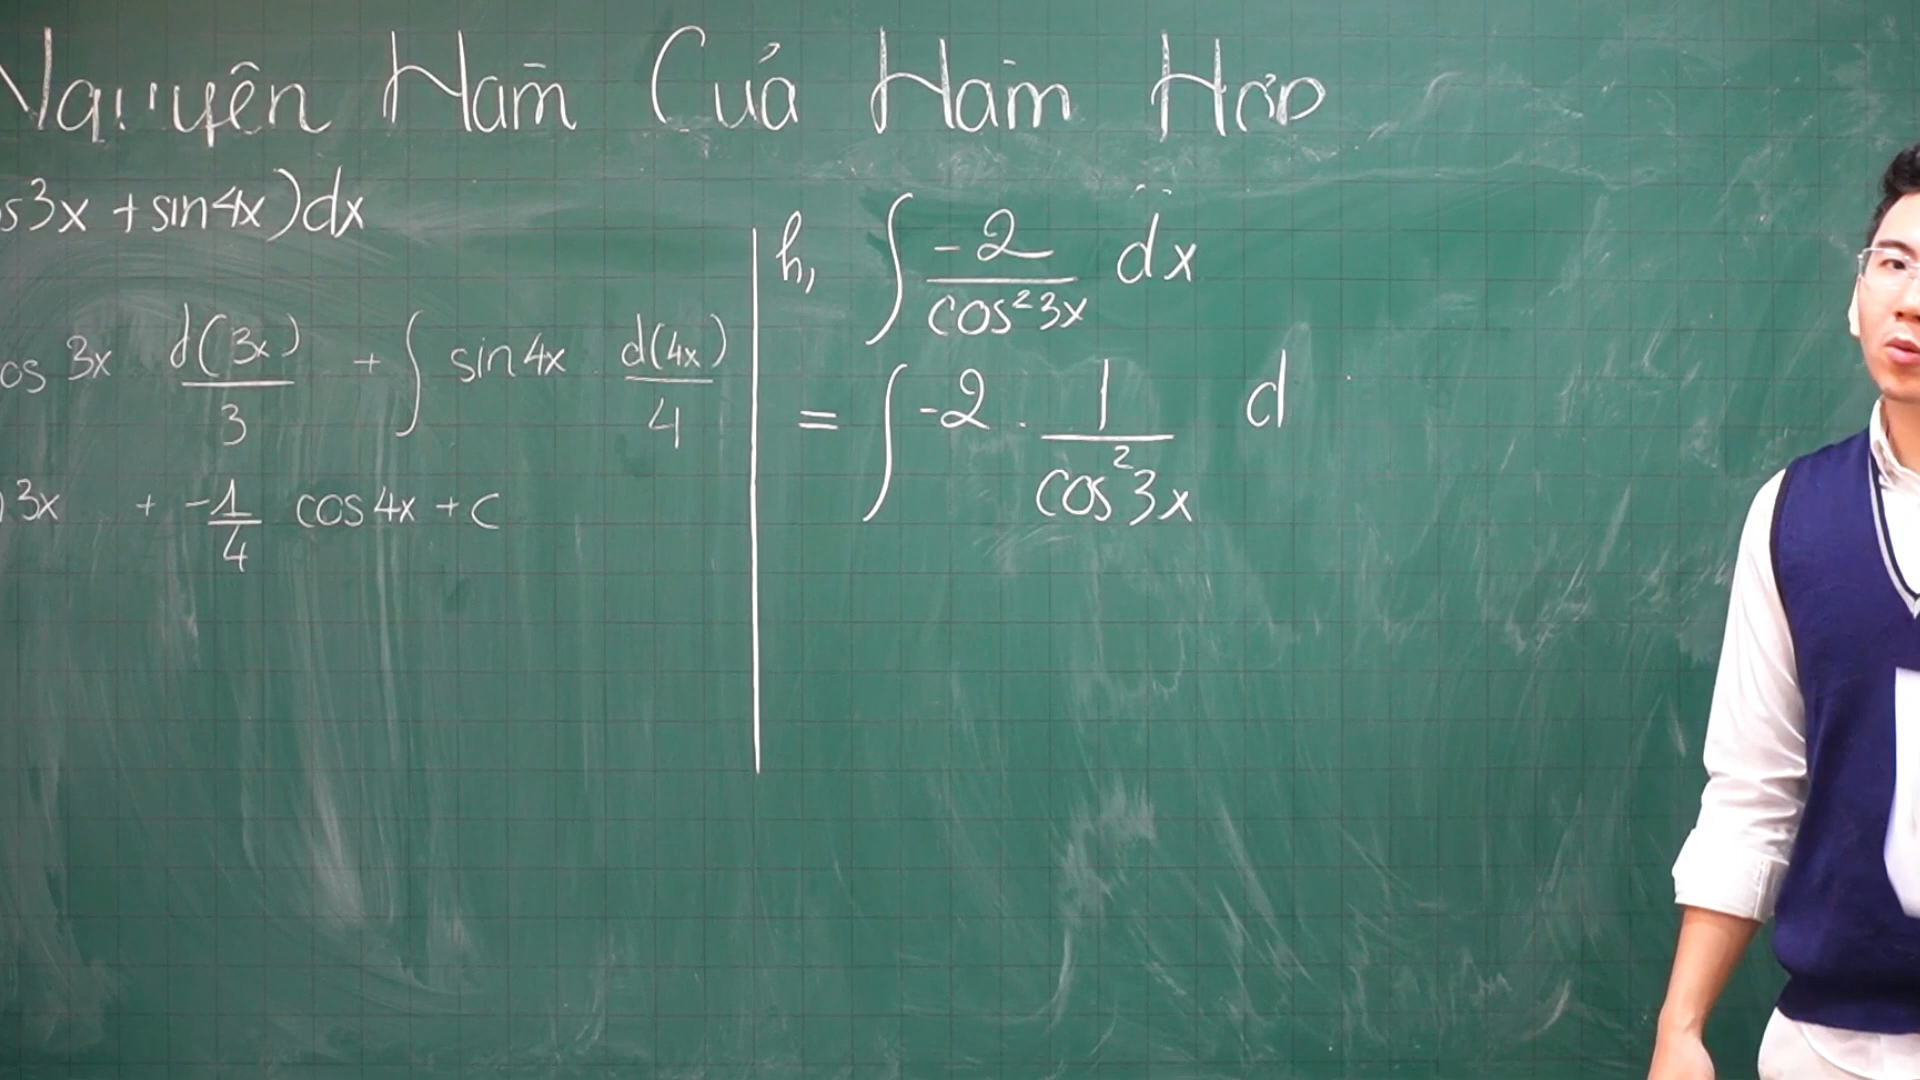 Nguyên Hàm Của Hàm Hợp
s3x + sin4x)dx
os 3x d(3x)/3 + ∫ sin4x d(4x)/4
3x + -1/4 cos4x + c
h, ∫ -2/cos²3x dx
= ∫ -2 . 1/cos²3x d